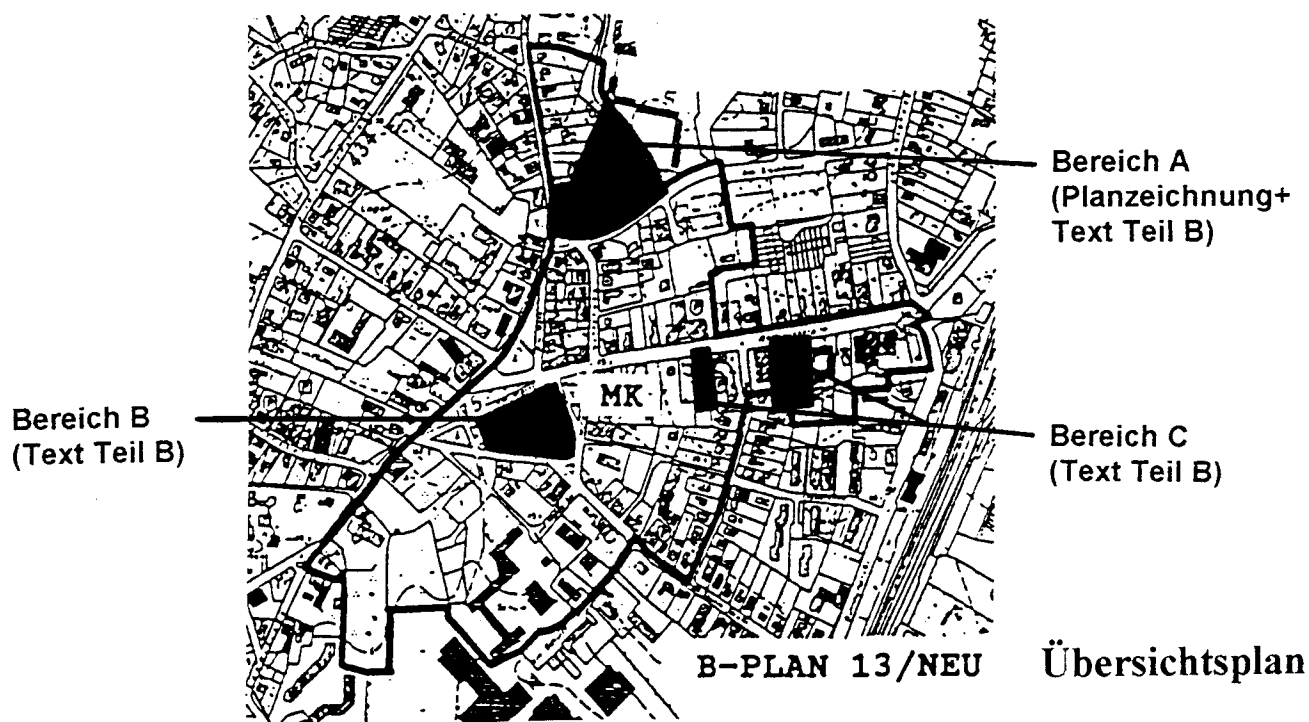 Bereich A
(Planzeichnung+
Text Teil B)
MK
Bereich B
(Text Teil B)
Bereich C
(Text Teil B)
B-PLAN 13/NEU Übersichtsplan